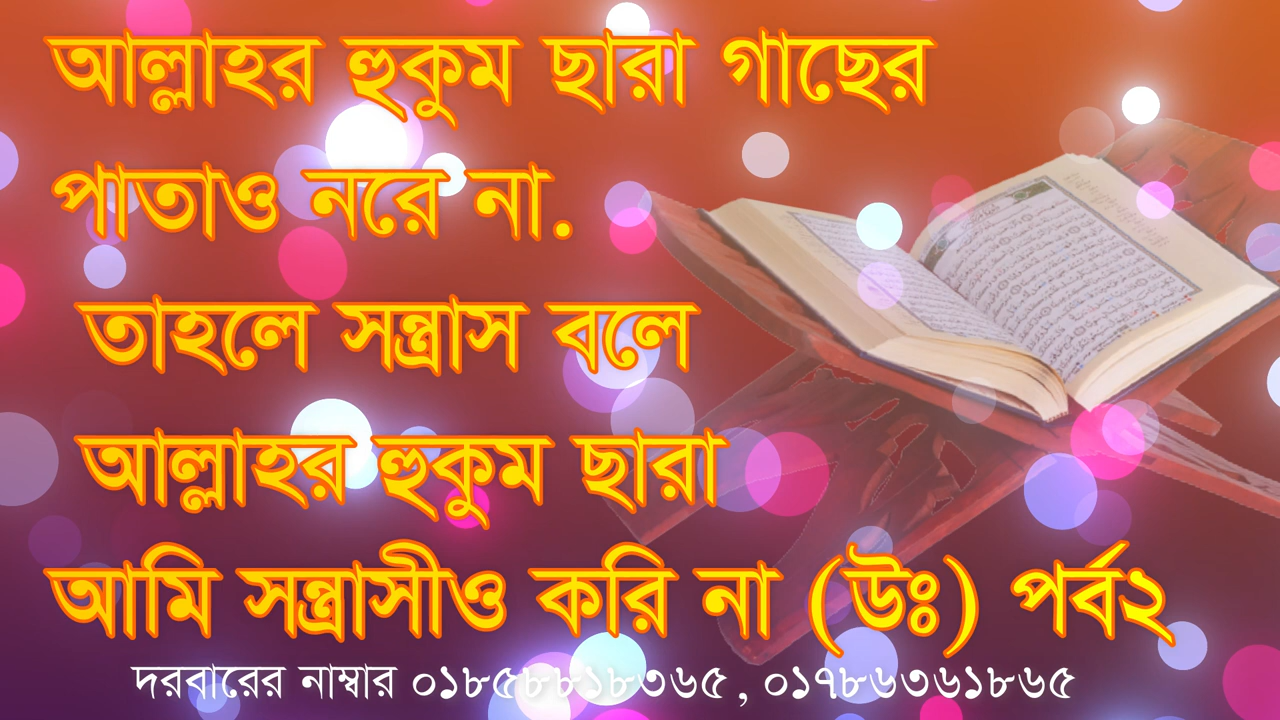 আল্লাহর হুকুম ছারা গাছের
পাতাও নরে না.
তাহলে সন্ত্রাস বলে
আল্লাহর হুকুম ছারা
আমি সন্ত্রাসীও করি না (উঃ) পর্ব২
দরবারের নাম্বার ০১৮৫৮৮১৮৩৬৫, ০১৭৮৬৩৬১৮৬৫